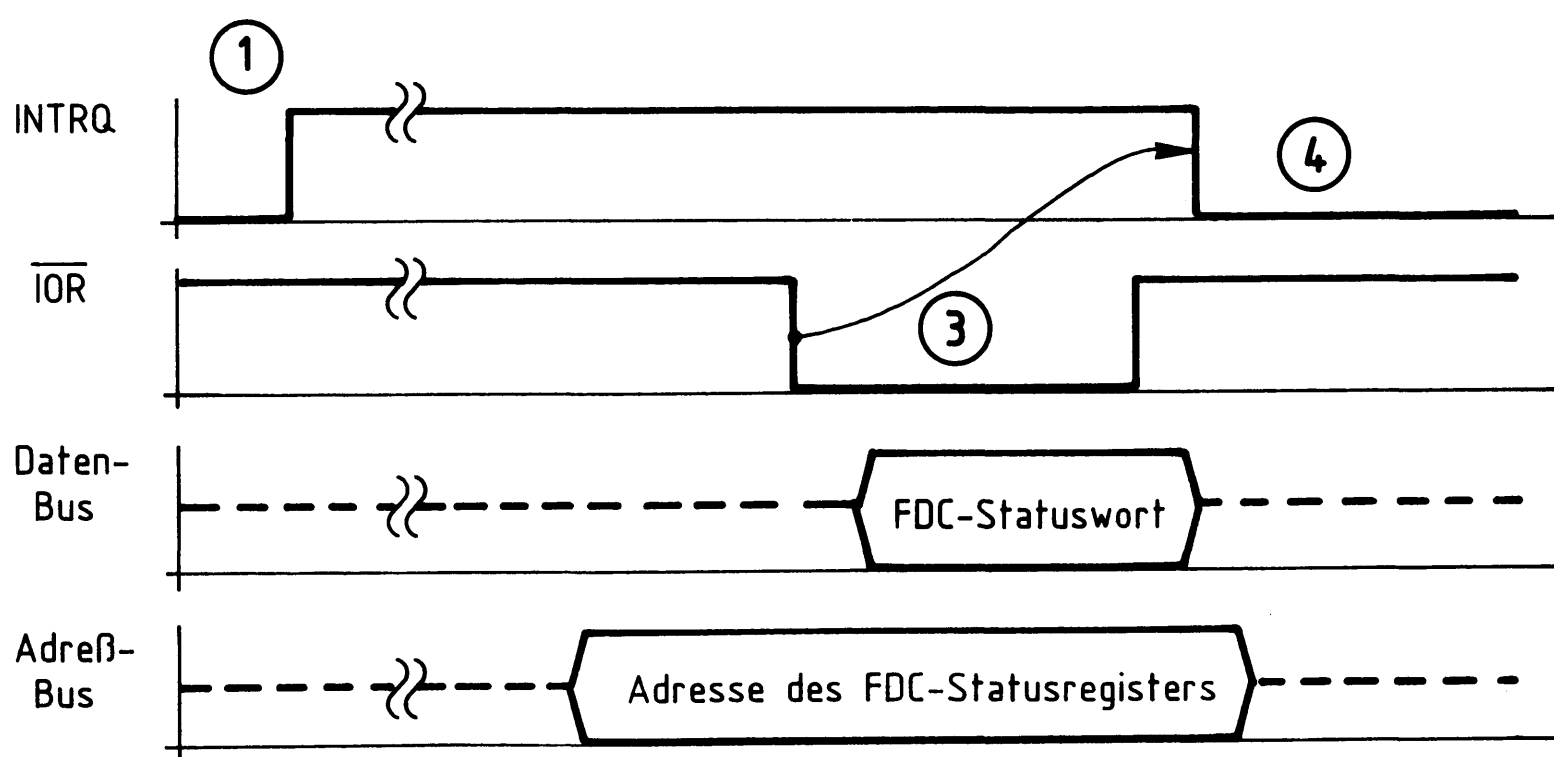 1
INTRQ
4
IOR
3
Daten-
Bus
FDC-Statuswort
Adreß-
Bus
Adresse des FDC-Statusregisters